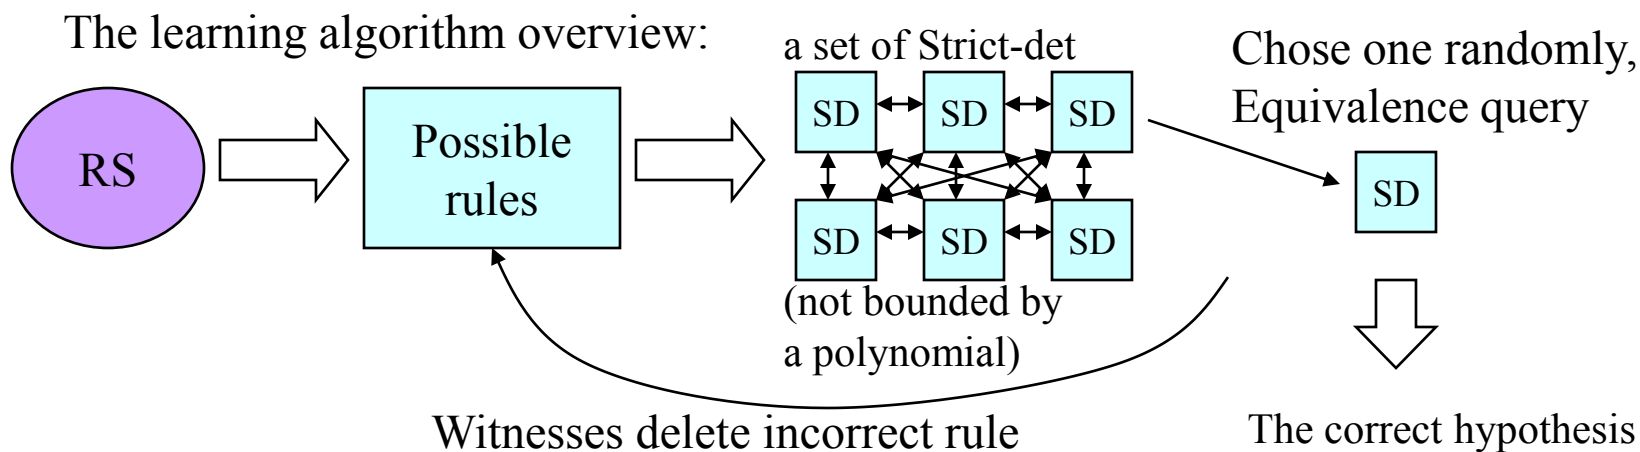 The learning algorithm overview:
RS
Possible
rules
a set of Strict-det
SD SD SD
SD SD SD
(not bounded by
a polynomial)
Chose one randomly,
Equivalence query
SD
The correct hypothesis
Witnesses delete incorrect rule